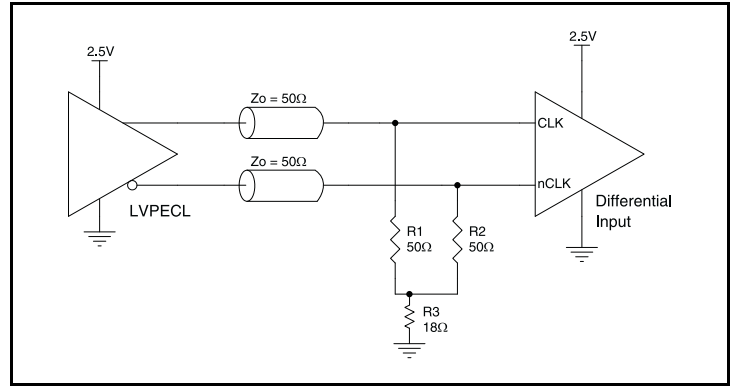 2.5V
2.5V
Zo = 50Ω
CLK
Zo = 50Ω
nCLK
LVPECL
Differential
Input
R1
50Ω
R2
50Ω
R3
18Ω